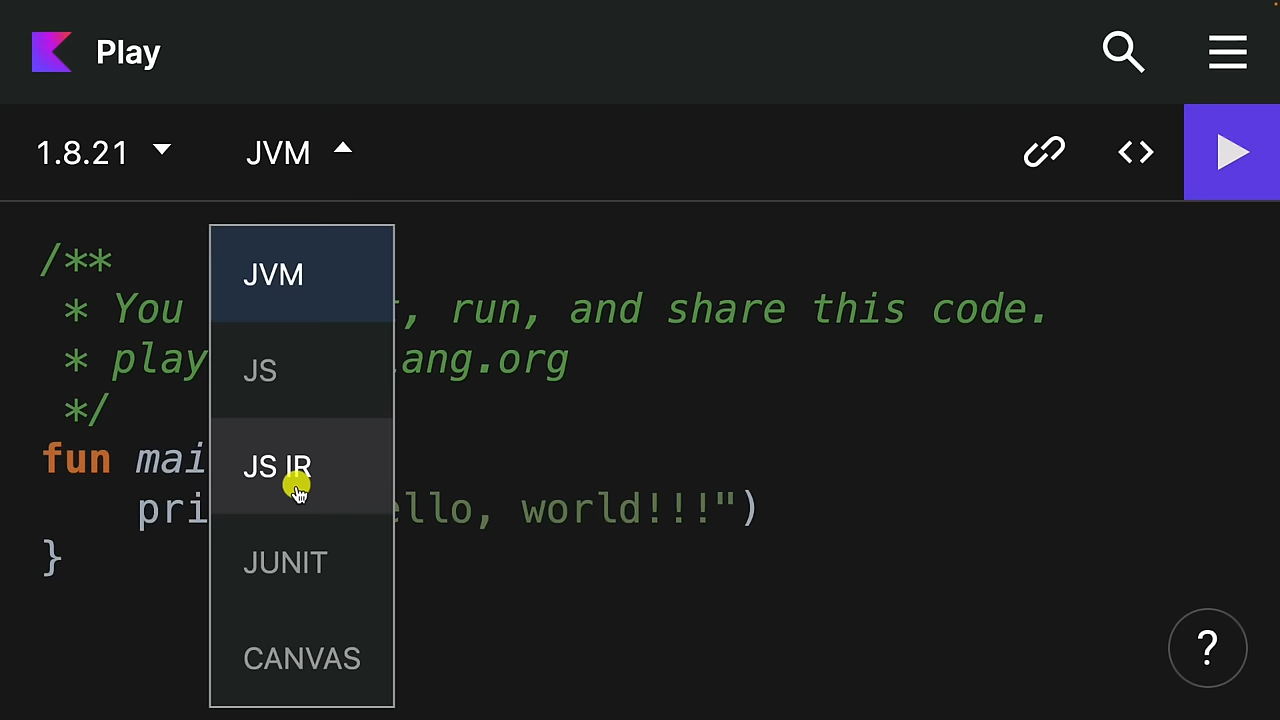 Play
1.8.21 JVM
/**
* You , run, and share this code.
* play ang.org
*/
fun mai
pri ello, world!!!")
}
JVM
JS
JS IR
JUNIT
CANVAS
?